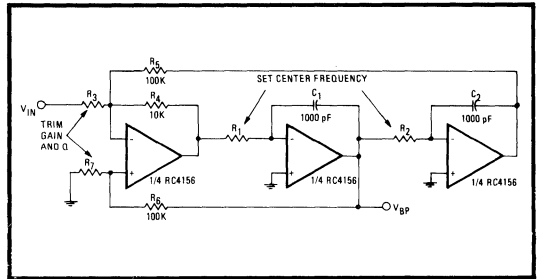 R5
100K
SET CENTER FREQUENCY
R3
VIN
R4
10K
C1
1000 pF
C2
1000 pF
TRIM
GAIN
AND Q
R1
R2
R7
-
+
-
+
-
+
1/4 RC4156
1/4 RC4156
1/4 RC4156
R6
100K
VBP